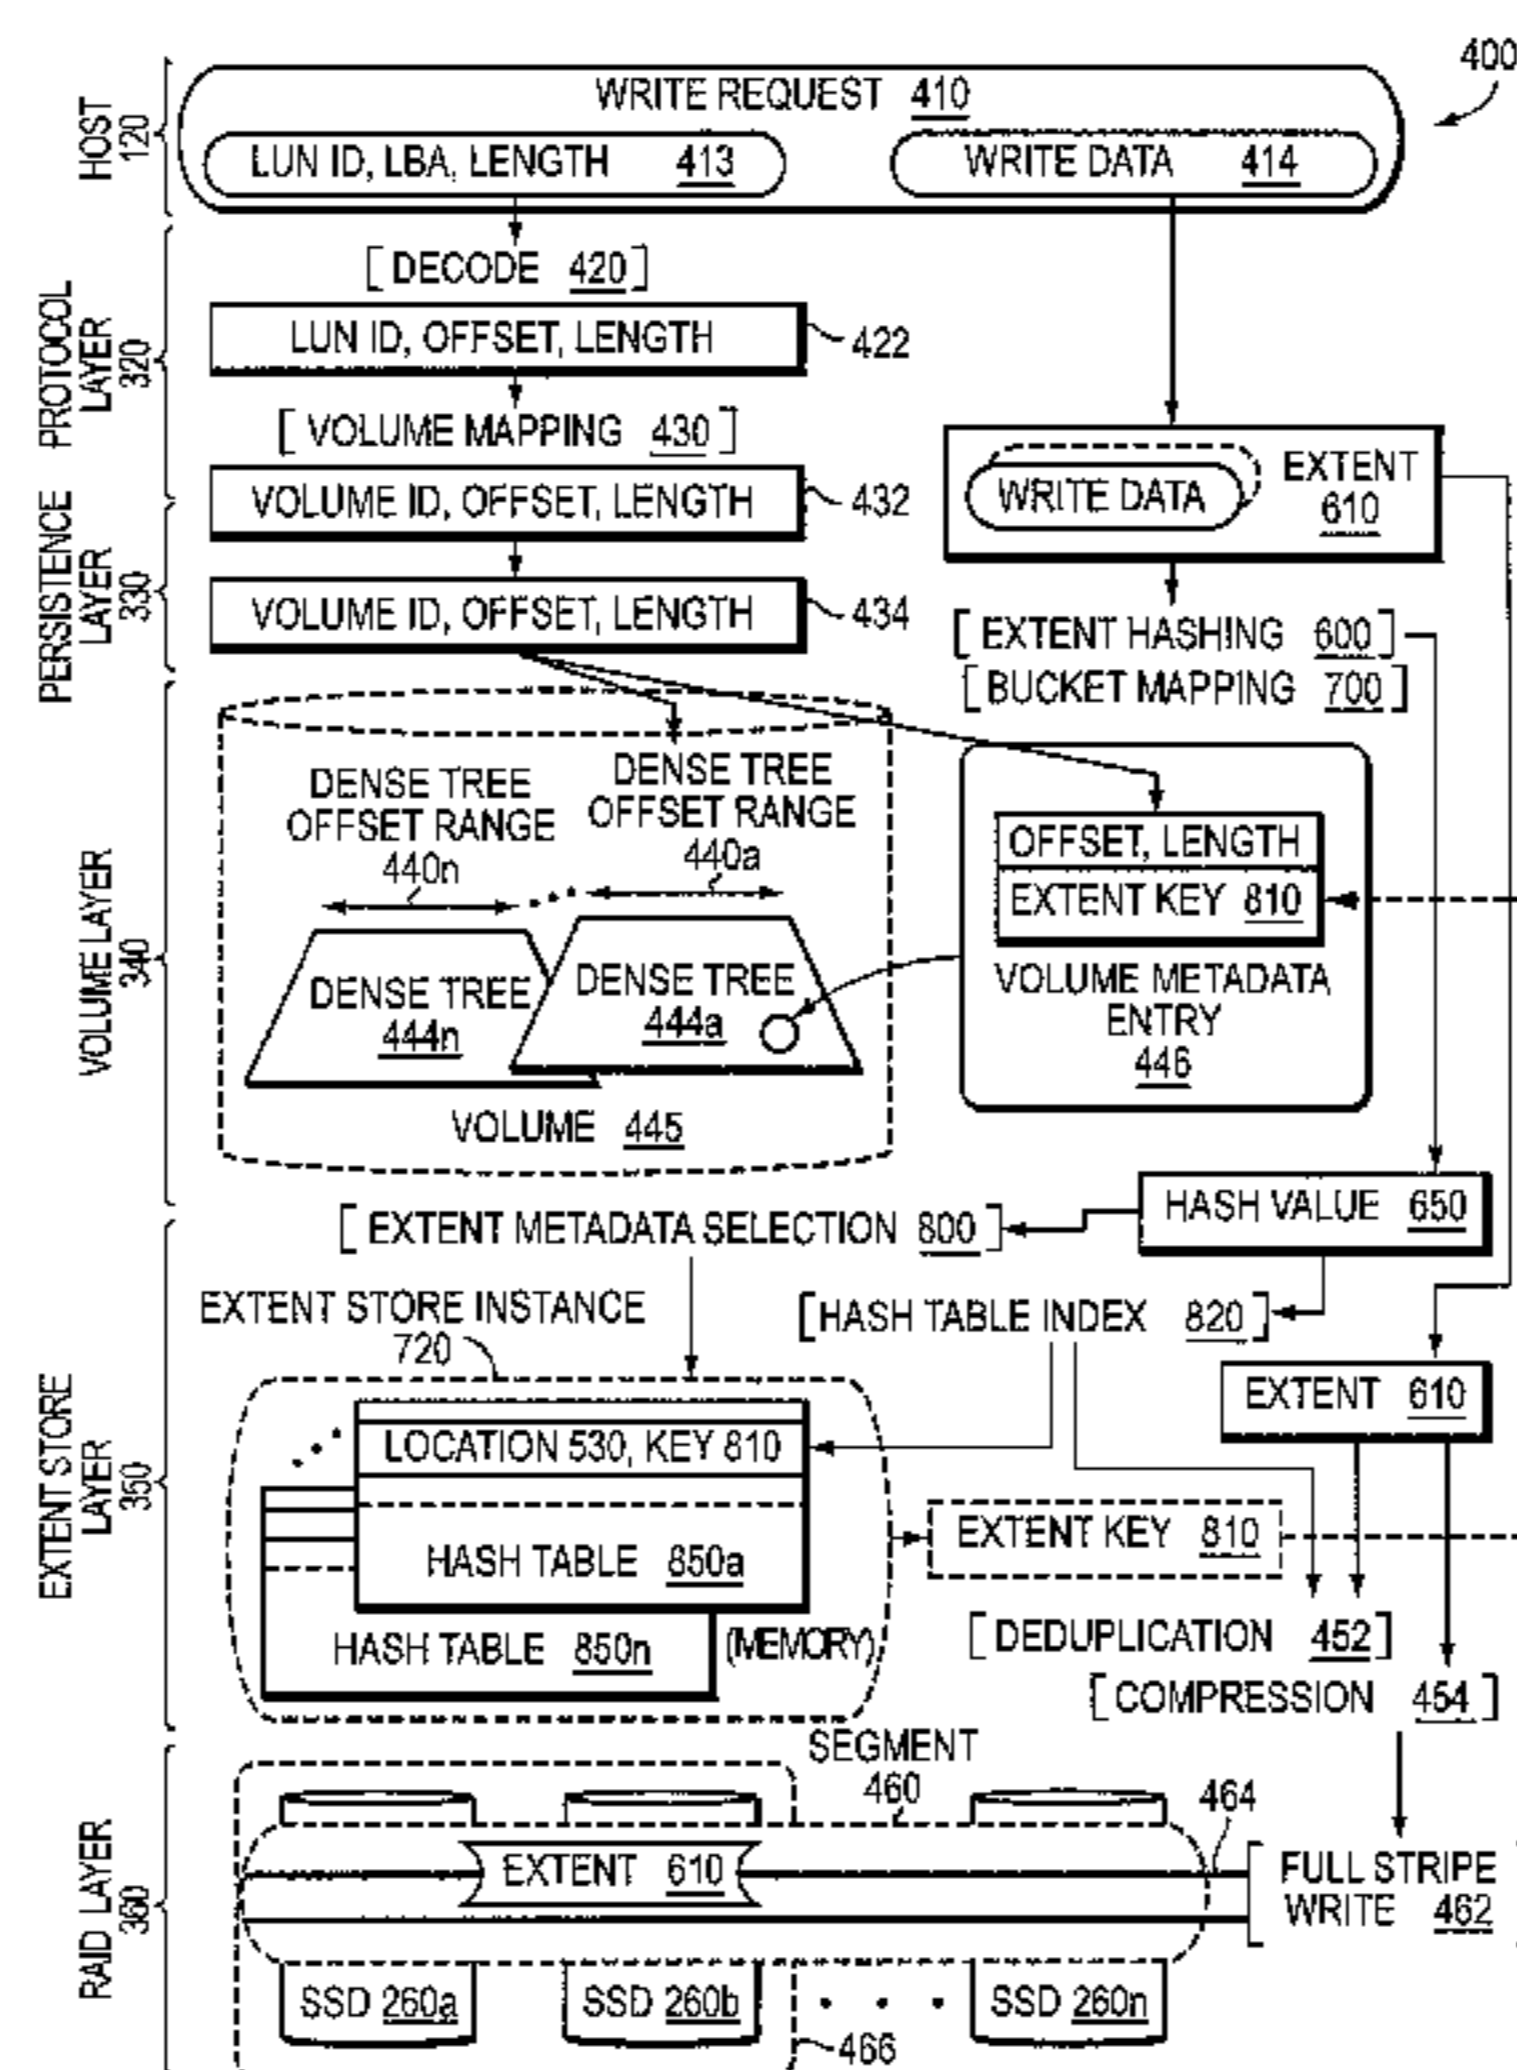 400
HOST
120
WRITE REQUEST 410
LUN ID, LBA, LENGTH 413
WRITE DATA 414
PROTOCOL
LAYER
320
[DECODE 420]
LUN ID, OFFSET, LENGTH
422
[VOLUME MAPPING 430]
VOLUME ID, OFFSET, LENGTH
432
WRITE DATA
EXTENT
610
PERSISTENCE
LAYER
330
VOLUME ID, OFFSET, LENGTH
434
[EXTENT HASHING 600]
[BUCKET MAPPING 700]
VOLUME LAYER
340
DENSE TREE
OFFSET RANGE
440n
DENSE TREE
OFFSET RANGE
440a
DENSE TREE
444n
DENSE TREE
444a
VOLUME 445
OFFSET, LENGTH
EXTENT KEY 810
VOLUME METADATA
ENTRY
446
HASH VALUE 650
EXTENT STORE
LAYER
350
[EXTENT METADATA SELECTION 800]
EXTENT STORE INSTANCE
720
[HASH TABLE INDEX 820]
EXTENT 610
LOCATION 530, KEY 810
HASH TABLE 850a
HASH TABLE 850n
(MEMORY)
EXTENT KEY 810
[DEDUPLICATION 452]
[COMPRESSION 454]
RAID LAYER
360
SEGMENT
460
464
EXTENT 610
FULL STRIPE
WRITE 462
SSD 260a
SSD 260b
. . .
SSD 260n
466